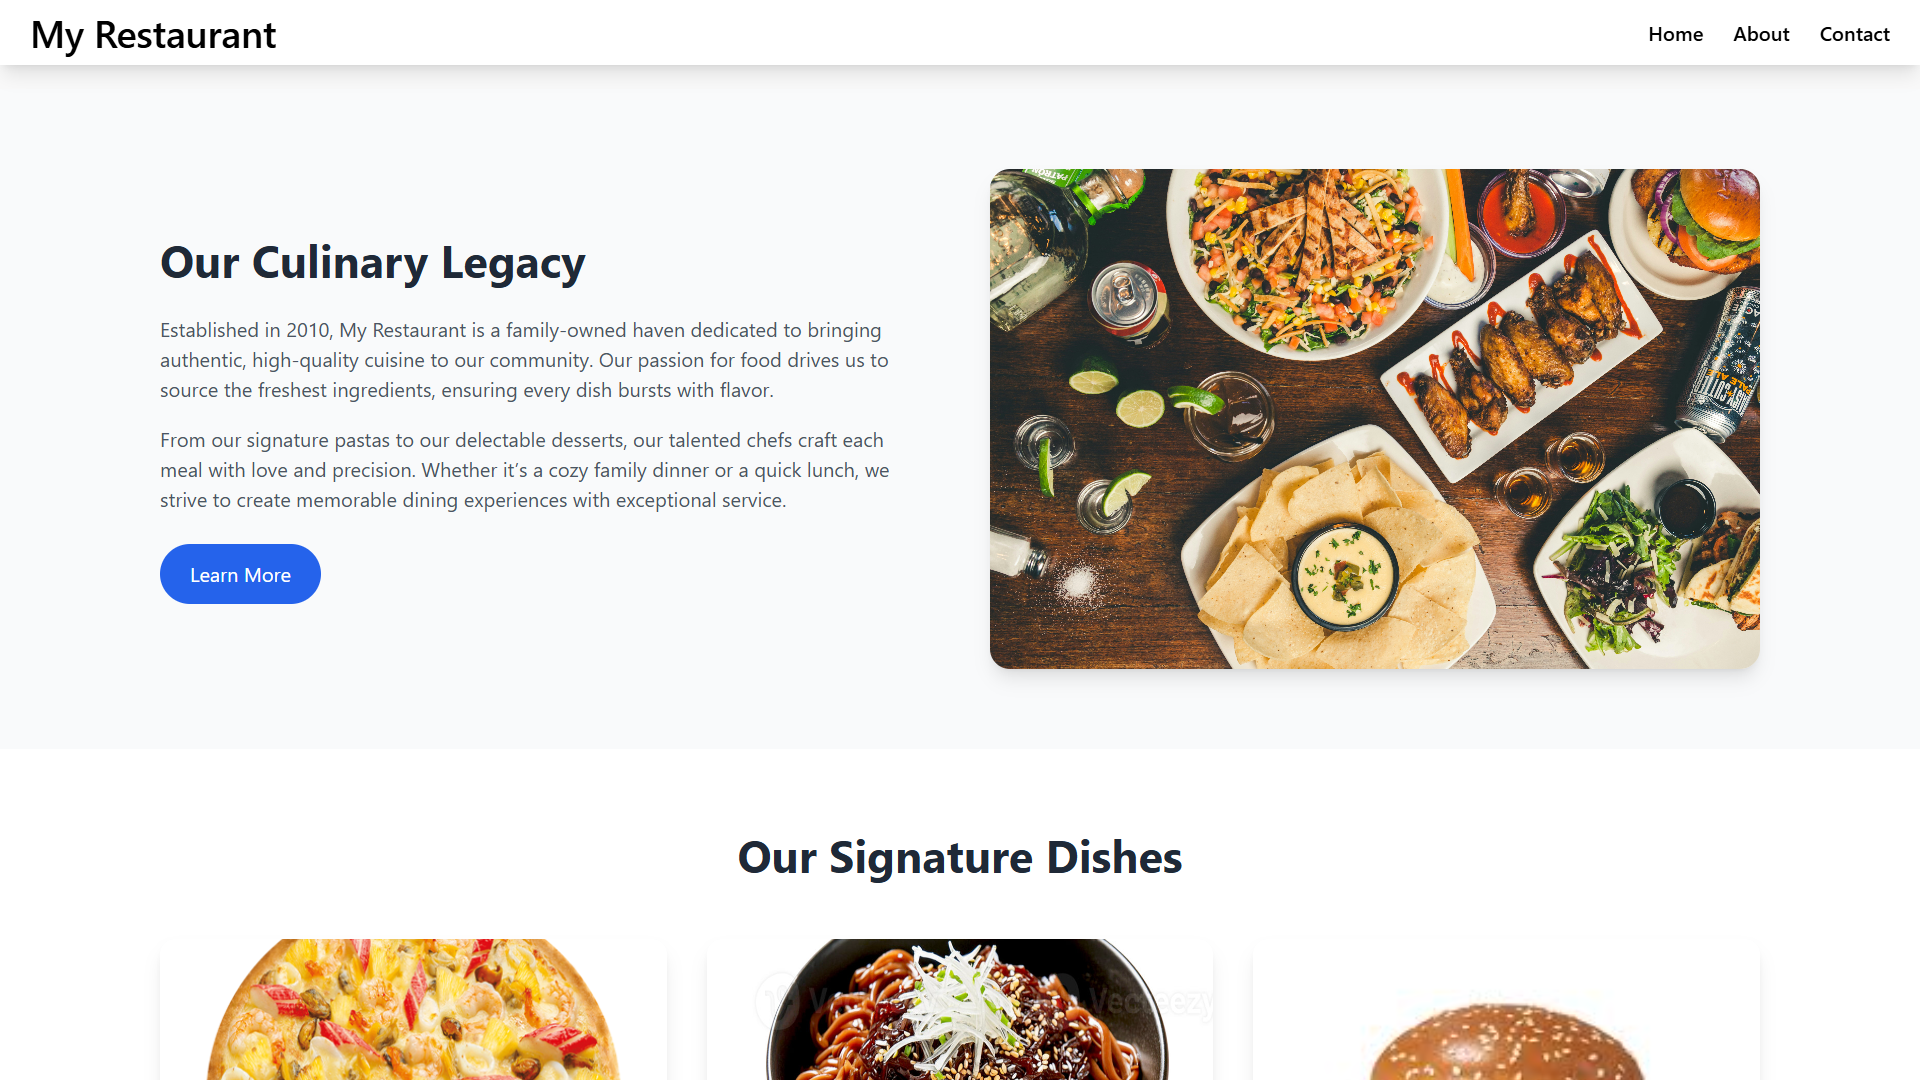 My Restaurant
Home
About
Contact
Our Culinary Legacy
Established in 2010, My Restaurant is a family-owned haven dedicated to bringing
authentic, high-quality cuisine to our community. Our passion for food drives us to
source the freshest ingredients, ensuring every dish bursts with flavor.
From our signature pastas to our delectable desserts, our talented chefs craft each
meal with love and precision. Whether it’s a cozy family dinner or a quick lunch, we
strive to create memorable dining experiences with exceptional service.
Learn More
PATRÓN
PALE ALE
Our Signature Dishes
Vecteezy